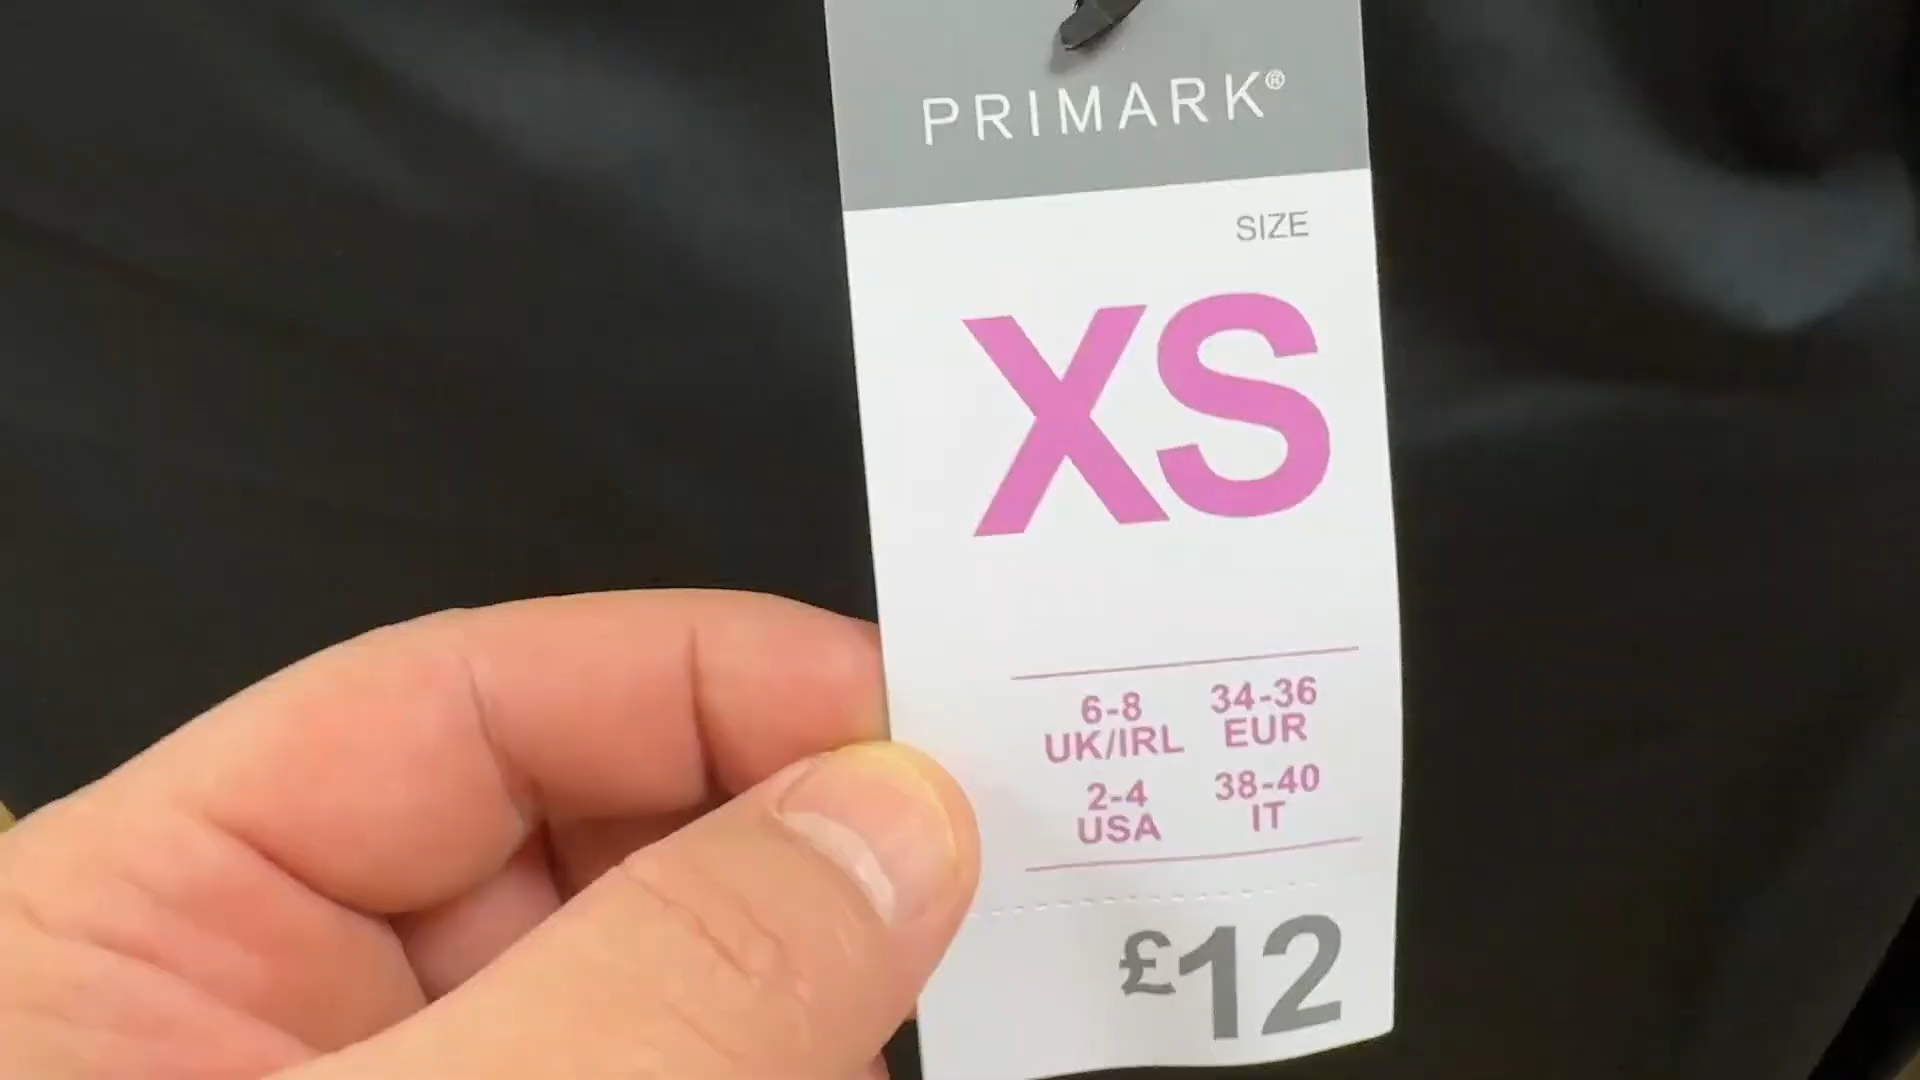 PRIMARK®
SIZE
XS
6-8 34-36
UK/IRL EUR
2-4 38-40
USA IT
£12